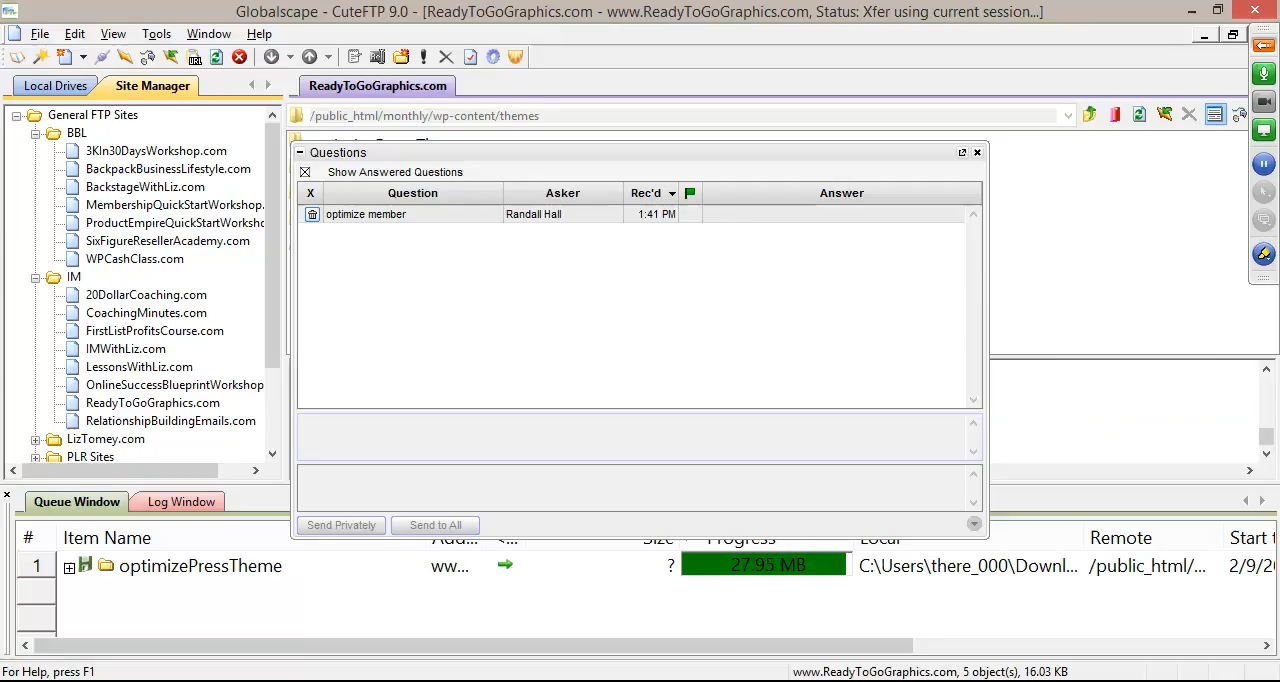 Globalscape - CuteFTP 9.0 - [ReadyToGoGraphics.com - www.ReadyToGoGraphics.com, Status: Xfer using current session...]
File Edit View Tools Window Help
Local Drives Site Manager ReadyToGoGraphics.com
/public_html/monthly/wp-content/themes
General FTP Sites
BBL
3KIn30DaysWorkshop.com
BackpackBusinessLifestyle.com
BackstageWithLiz.com
MembershipQuickStartWorkshop.
ProductEmpireQuickStartWorksho
SixFigureResellerAcademy.com
WPCashClass.com
IM
20DollarCoaching.com
CoachingMinutes.com
FirstListProfitsCourse.com
IMWithLiz.com
LessonsWithLiz.com
OnlineSuccessBlueprintWorkshop
ReadyToGoGraphics.com
RelationshipBuildingEmails.com
LizTomey.com
PLR Sites
Questions
Show Answered Questions
X Question Asker Rec'd Answer
optimize member Randall Hall 1:41 PM
Send Privately Send to All
Queue Window Log Window
# Item Name Size Progress Local Remote Start t
1 optimizePressTheme ww... ? 27.95 MB C:\Users\there_000\Downl... /public_html/... 2/9/20
For Help, press F1 www.ReadyToGoGraphics.com, 5 object(s), 16.03 KB